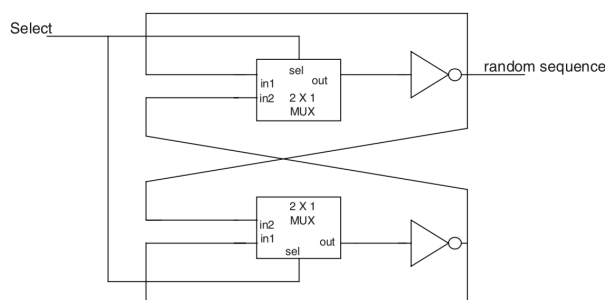 Select
sel
out
in1
in2
2 X 1
MUX
random sequence
2 X 1
MUX
in2
in1
out
sel